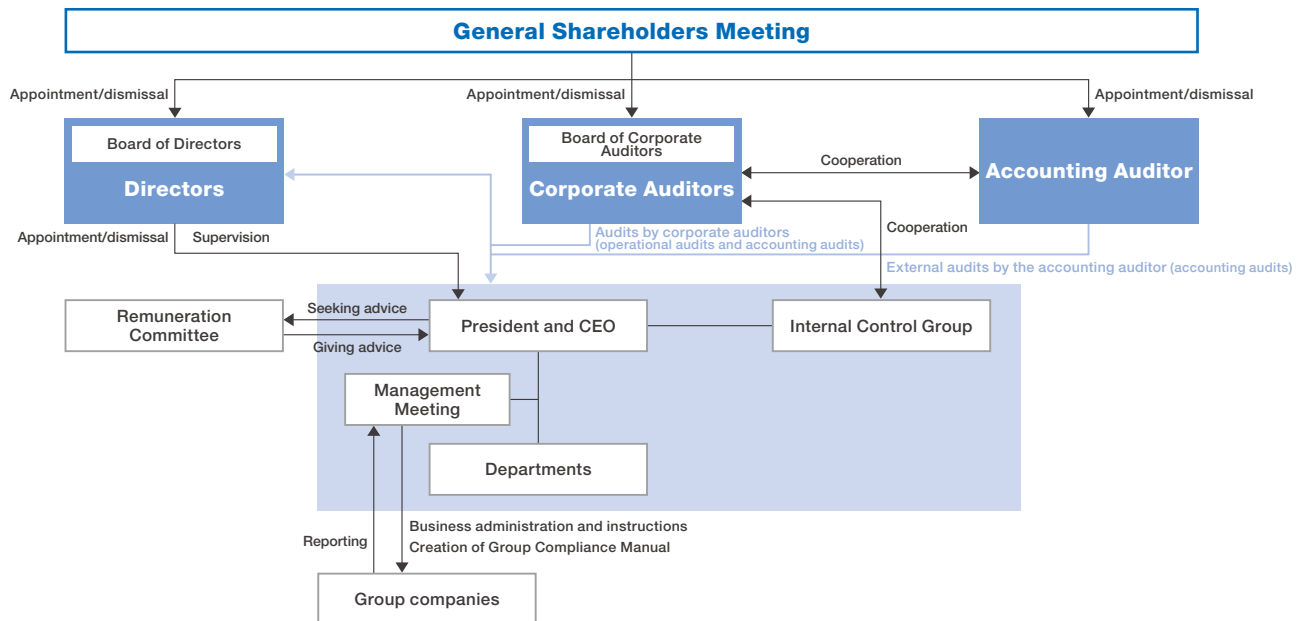 General Shareholders Meeting
Appointment/dismissal
Appointment/dismissal
Appointment/dismissal
Board of Directors
Directors
Board of Corporate
Auditors
Corporate Auditors
Cooperation
Accounting Auditor
Appointment/dismissal
Supervision
Audits by corporate auditors
(operational audits and accounting audits)
Cooperation
External audits by the accounting auditor (accounting audits)
Remuneration
Committee
Seeking advice
Giving advice
President and CEO
Internal Control Group
Management
Meeting
Departments
Reporting
Business administration and instructions
Creation of Group Compliance Manual
Group companies